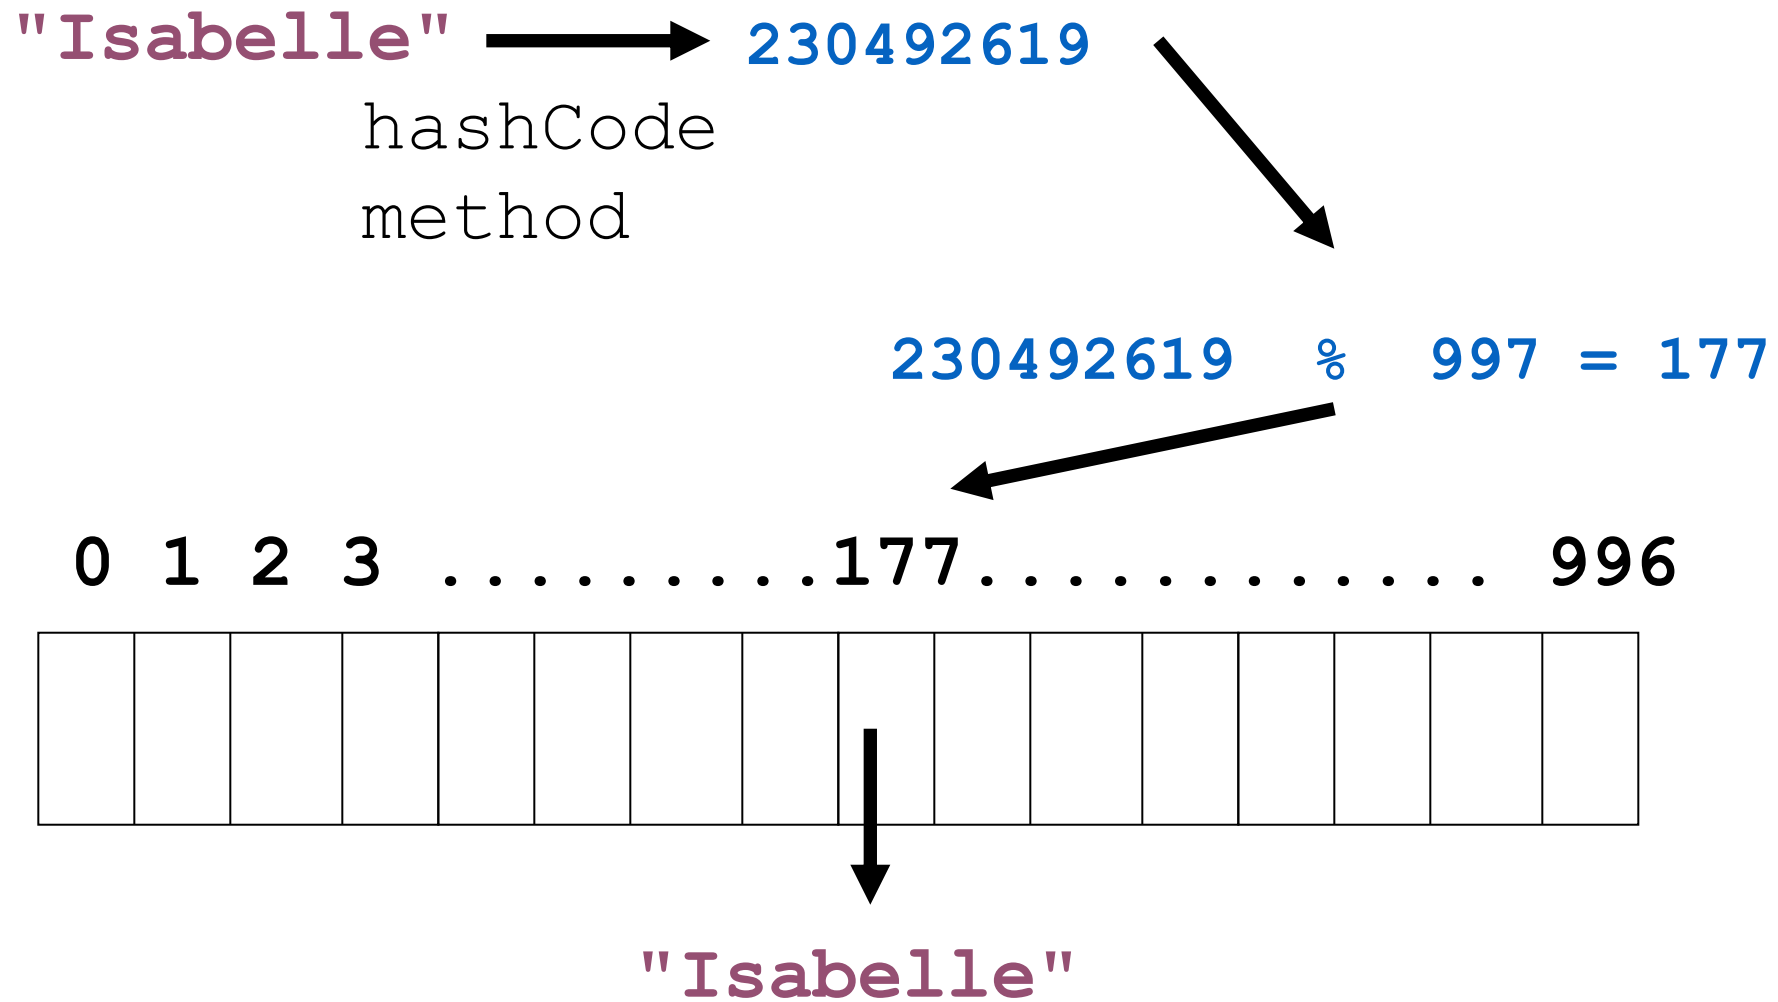 "Isabelle" 230492619
hashCode
method
230492619 % 997 = 177
0 1 2 3 .........177............ 996
"Isabelle"